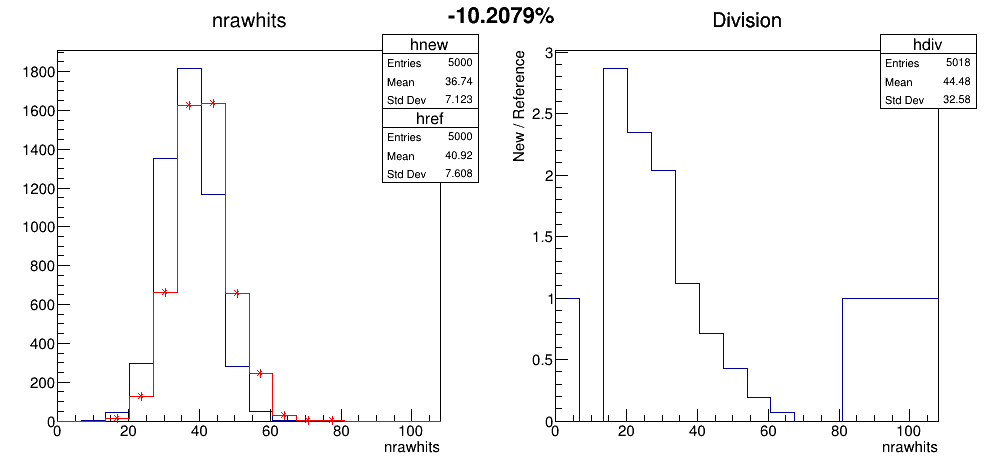 -10.2079%
nrawhits
hnew
Entries 5000
Mean 36.74
Std Dev 7.123
href
Entries 5000
Mean 40.92
Std Dev 7.608
1800
1600
1400
1200
1000
800
600
400
200
0
0 20 40 60 80 100
nrawhits
Division
hdiv
Entries 5018
Mean 44.48
Std Dev 32.58
New / Reference
3
2.5
2
1.5
1
0.5
0
0 20 40 60 80 100
nrawhits